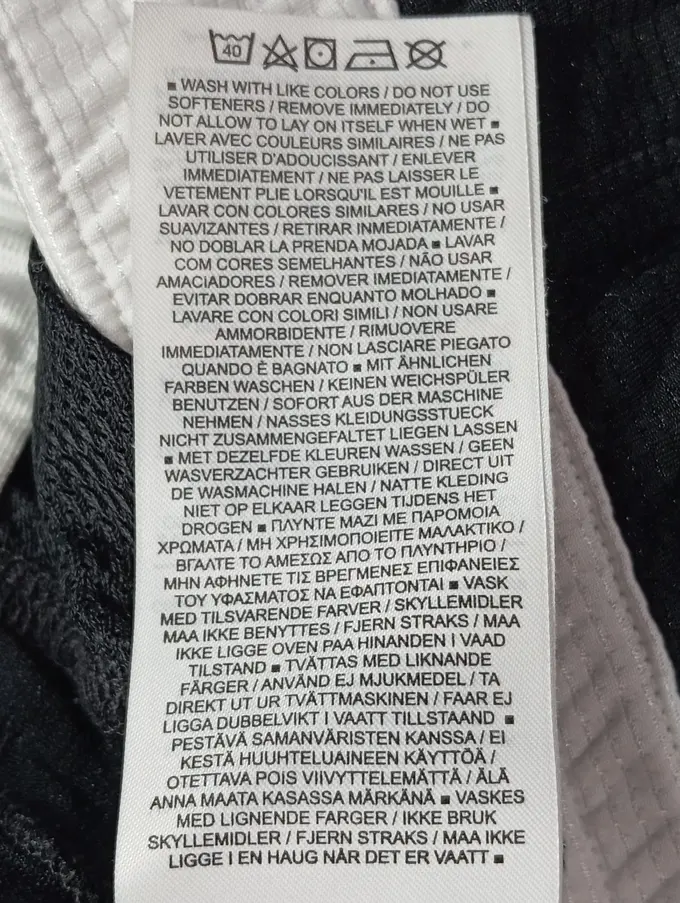 40
▪ WASH WITH LIKE COLORS / DO NOT USE
SOFTENERS / REMOVE IMMEDIATELY / DO
NOT ALLOW TO LAY ON ITSELF WHEN WET ▪
LAVER AVEC COULEURS SIMILAIRES / NE PAS
UTILISER D'ADOUCISSANT / ENLEVER
IMMEDIATEMENT / NE PAS LAISSER LE
VETEMENT PLIE LORSQU'IL EST MOUILLE ▪
LAVAR CON COLORES SIMILARES / NO USAR
SUAVIZANTES / RETIRAR INMEDIATAMENTE /
NO DOBLAR LA PRENDA MOJADA ▪ LAVAR
COM CORES SEMELHANTES / NÃO USAR
AMACIADORES / REMOVER IMEDIATAMENTE /
EVITAR DOBRAR ENQUANTO MOLHADO ▪
LAVARE CON COLORI SIMILI / NON USARE
AMMORBIDENTE / RIMUOVERE
IMMEDIATAMENTE / NON LASCIARE PIEGATO
QUANDO È BAGNATO ▪ MIT ÄHNLICHEN
FARBEN WASCHEN / KEINEN WEICHSPÜLER
BENUTZEN / SOFORT AUS DER MASCHINE
NEHMEN / NASSES KLEIDUNGSSTUECK
NICHT ZUSAMMENGEFALTET LIEGEN LASSEN
▪ MET DEZELFDE KLEUREN WASSEN / GEEN
WASVERZACHTER GEBRUIKEN / DIRECT UIT
DE WASMACHINE HALEN / NATTE KLEDING
NIET OP ELKAAR LEGGEN TIJDENS HET
DROGEN ▪ ΠΛΥΝΤΕ ΜΑΖΙ ΜΕ ΠΑΡΟΜΟΙΑ
ΧΡΩΜΑΤΑ / ΜΗ ΧΡΗΣΙΜΟΠΟΙΕΙΤΕ ΜΑΛΑΚΤΙΚΟ /
ΒΓΑΛΤΕ ΤΟ ΑΜΕΣΩΣ ΑΠΟ ΤΟ ΠΛΥΝΤΗΡΙΟ /
ΜΗΝ ΑΦΗΝΕΤΕ ΤΙΣ ΒΡΕΓΜΕΝΕΣ ΕΠΙΦΑΝΕΙΕΣ
ΤΟΥ ΥΦΑΣΜΑΤΟΣ ΝΑ ΕΦΑΠΤΟΝΤΑΙ ▪ VASK
MED TILSVARENDE FARVER / SKYLLEMIDLER
MAA IKKE BENYTTES / FJERN STRAKS / MAA
IKKE LIGGE OVEN PAA HINANDEN I VAAD
TILSTAND ▪ TVÄTTAS MED LIKNANDE
FÄRGER / ANVÄND EJ MJUKMEDEL / TA
DIREKT UT UR TVÄTTMASKINEN / FAAR EJ
LIGGA DUBBELVIKT I VAATT TILLSTAAND ▪
PESTÄVÄ SAMANVÄRISTEN KANSSA / EI
KESTÄ HUUHTELUAINEEN KÄYTTÖÄ /
OTETTAVA POIS VIIVYTTELEMÄTTÄ / ÄLÄ
ANNA MAATA KASASSA MÄRKÄNÄ ▪ VASKES
MED LIGNENDE FARGER / IKKE BRUK
SKYLLEMIDLER / FJERN STRAKS / MAA IKKE
LIGGE I EN HAUG NÅR DET ER VAATT ▪